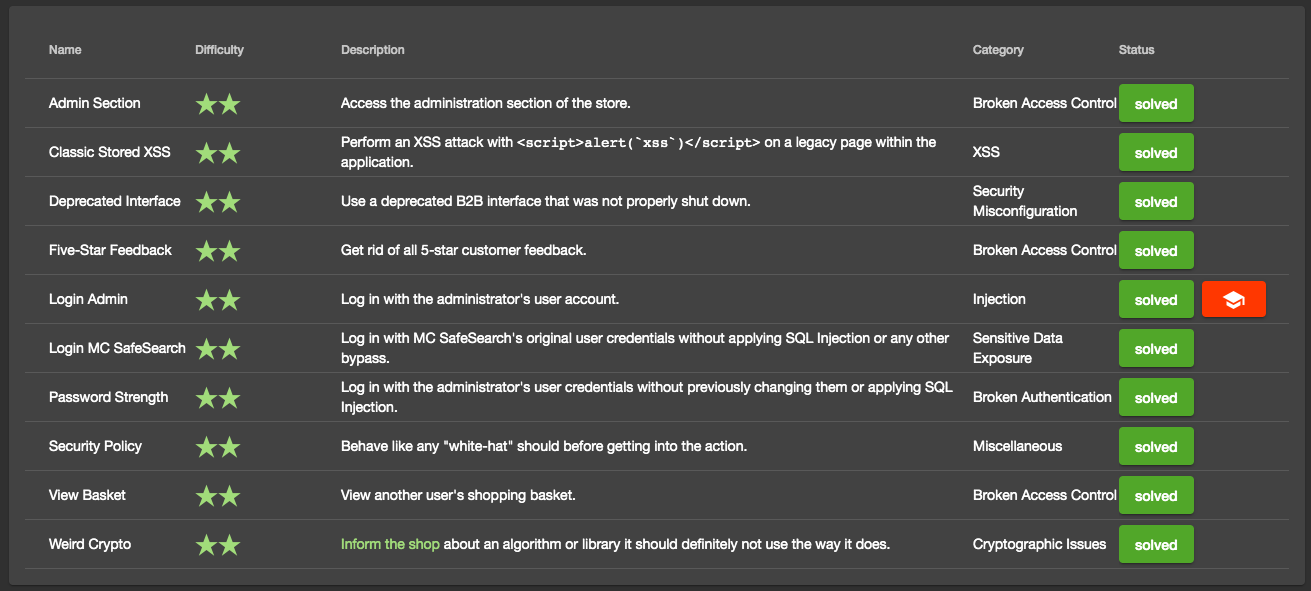 Name Difficulty Description Category Status
Admin Section Access the administration section of the store. Broken Access Control solved
Classic Stored XSS Perform an XSS attack with <script>alert(`xss`)</script> on a legacy page within the
application. XSS solved
Deprecated Interface Use a deprecated B2B interface that was not properly shut down. Security
Misconfiguration solved
Five-Star Feedback Get rid of all 5-star customer feedback. Broken Access Control solved
Login Admin Log in with the administrator's user account. Injection solved
Login MC SafeSearch Log in with MC SafeSearch's original user credentials without applying SQL Injection or any other
bypass. Sensitive Data
Exposure solved
Password Strength Log in with the administrator's user credentials without previously changing them or applying SQL
Injection. Broken Authentication solved
Security Policy Behave like any "white-hat" should before getting into the action. Miscellaneous solved
View Basket View another user's shopping basket. Broken Access Control solved
Weird Crypto Inform the shop about an algorithm or library it should definitely not use the way it does. Cryptographic Issues solved